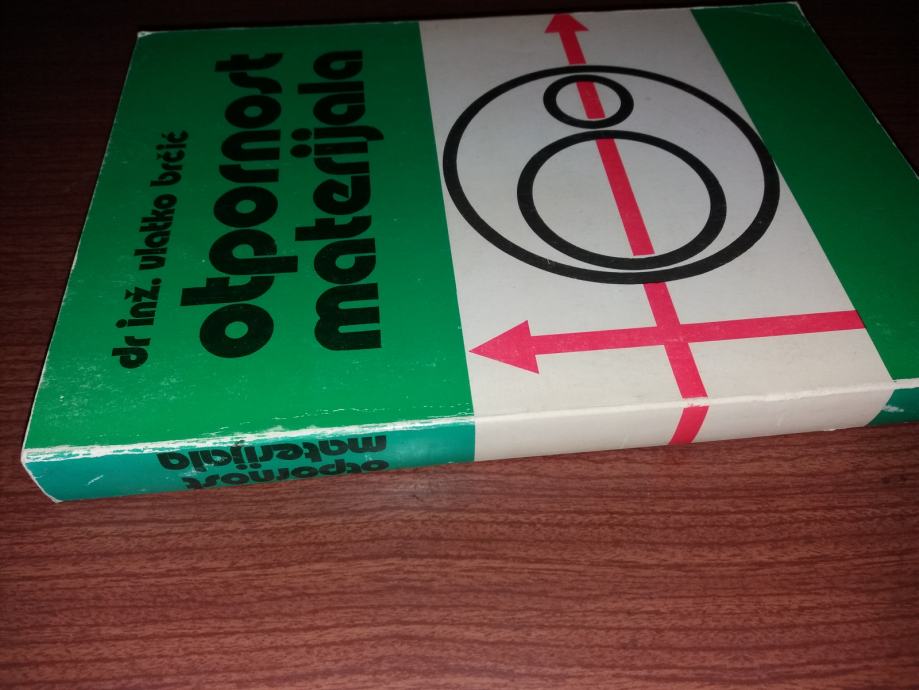 dr inž. vlatko brčić
otpornost
materijala
otpornost
materijala